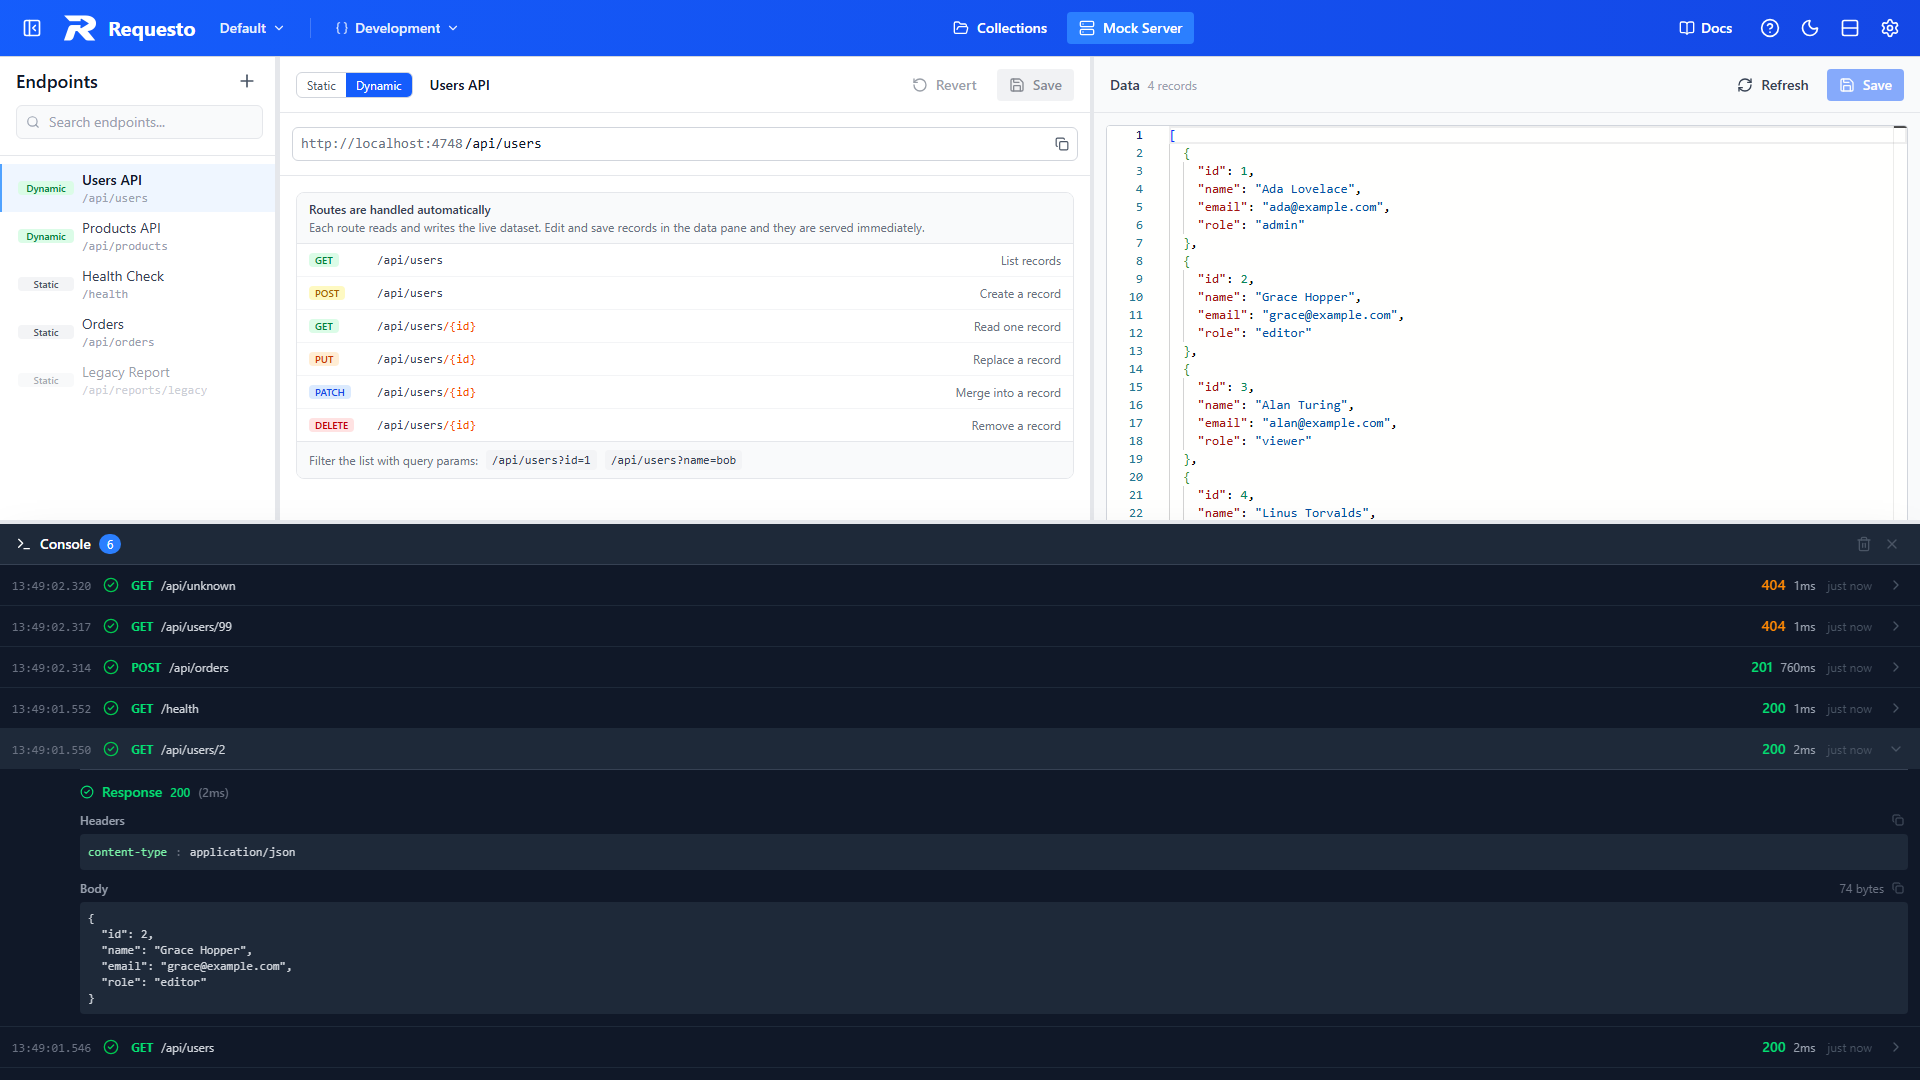 Requesto
Default
{} Development
Collections
Mock Server
Docs
Endpoints
Search endpoints...
Dynamic
Users API
/api/users
Dynamic
Products API
/api/products
Static
Health Check
/health
Static
Orders
/api/orders
Static
Legacy Report
/api/reports/legacy
Static
Dynamic
Users API
Revert
Save
http://localhost:4748/api/users
Routes are handled automatically
Each route reads and writes the live dataset. Edit and save records in the data pane and they are served immediately.
GET /api/users List records
POST /api/users Create a record
GET /api/users/{id} Read one record
PUT /api/users/{id} Replace a record
PATCH /api/users/{id} Merge into a record
DELETE /api/users/{id} Remove a record
Filter the list with query params: /api/users?id=1 /api/users?name=bob
Data 4 records
Refresh
Save
1 [
2 {
3 "id": 1,
4 "name": "Ada Lovelace",
5 "email": "ada@example.com",
6 "role": "admin"
7 },
8 {
9 "id": 2,
10 "name": "Grace Hopper",
11 "email": "grace@example.com",
12 "role": "editor"
13 },
14 {
15 "id": 3,
16 "name": "Alan Turing",
17 "email": "alan@example.com",
18 "role": "viewer"
19 },
20 {
21 "id": 4,
22 "name": "Linus Torvalds",
Console 6
13:49:02.320 GET /api/unknown 404 1ms just now
13:49:02.317 GET /api/users/99 404 1ms just now
13:49:02.314 POST /api/orders 201 760ms just now
13:49:01.552 GET /health 200 1ms just now
13:49:01.550 GET /api/users/2 200 2ms just now
Response 200 (2ms)
Headers
content-type : application/json
Body 74 bytes
{
"id": 2,
"name": "Grace Hopper",
"email": "grace@example.com",
"role": "editor"
}
13:49:01.546 GET /api/users 200 2ms just now